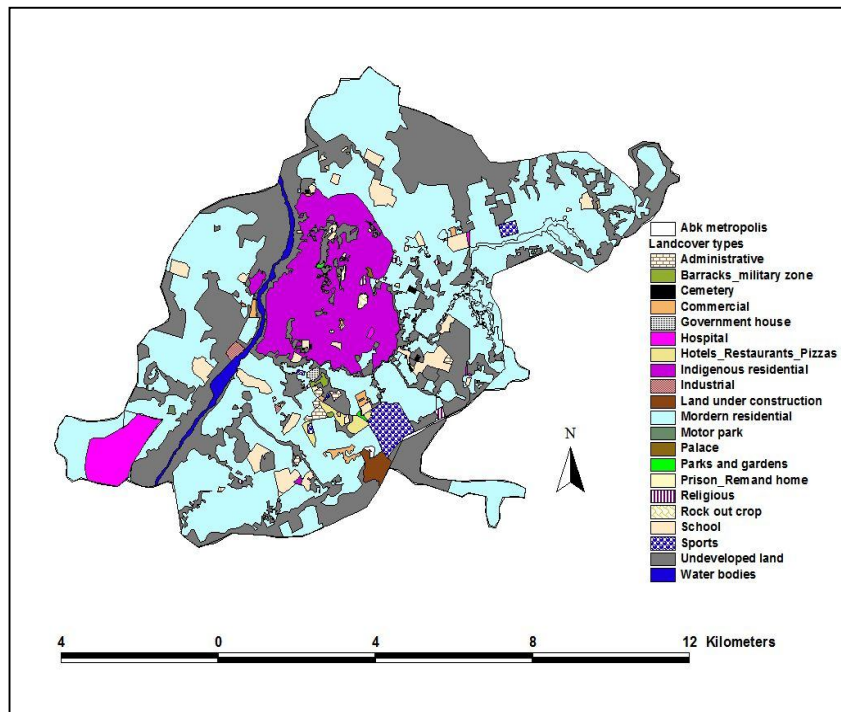 Abk metropolis
Landcover types
Administrative
Barracks_military zone
Cemetery
Commercial
Government house
Hospital
Hotels_Restaurants_Pizzas
Indigenous residential
Industrial
Land under construction
Mordern residential
Motor park
Palace
Parks and gardens
Prison_Remand home
Religious
Rock out crop
School
Sports
Undeveloped land
Water bodies
N
4 0 4 8 12 Kilometers